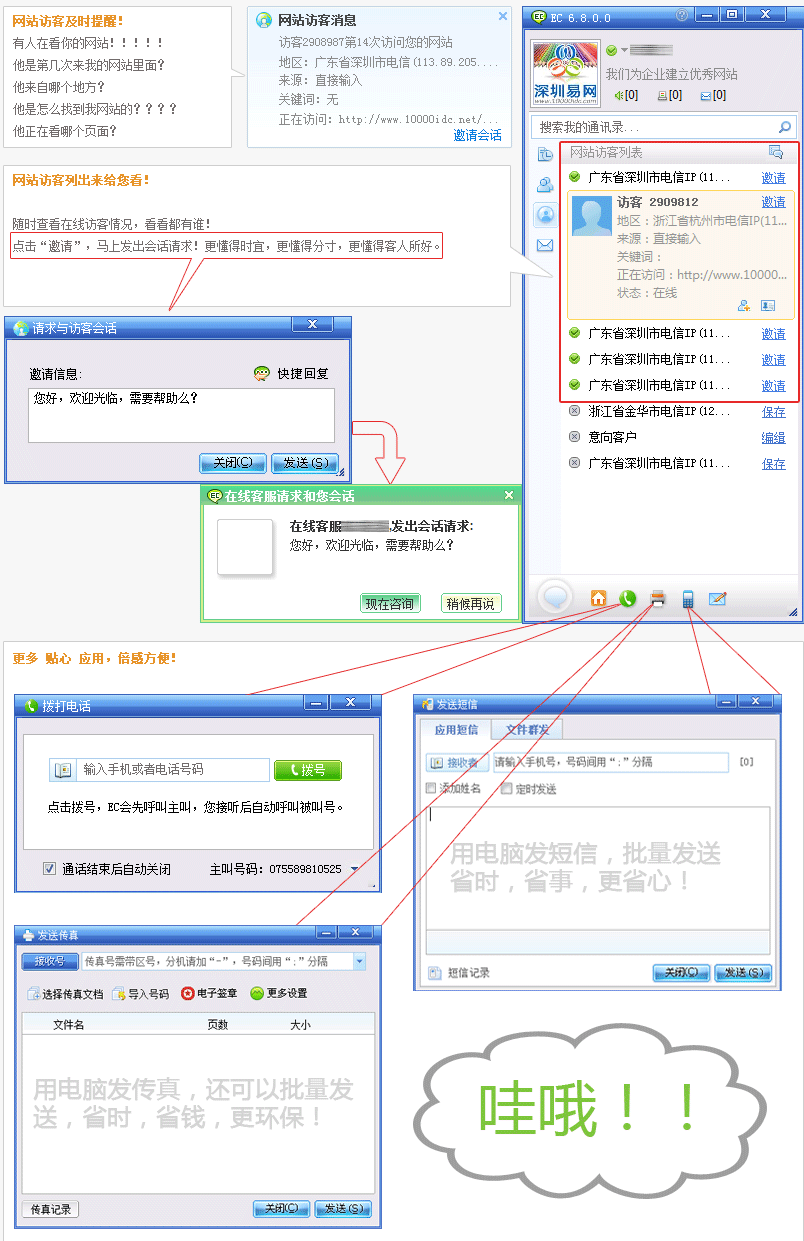 网站访客及时提醒！
有人在看你的网站！！！！！
他是第几次来我的网站里面？
他来自哪个地方？
他是怎么找到我网站的？？？？
他正在看哪个页面？
网站访客消息
访客2908987第14次访问您的网站
地区：广东省深圳市电信(113.89.205....
来源：直接输入
关键词：无
正在访问：http://www.10000idc.net/...
邀请会话
EC 6.8.0.0
深圳易网
www.10000idc.com
我们为企业建立优秀网站
[0] [0] [0]
搜索我的通讯录...
网站访客列表
广东省深圳市电信IP(11... 邀请
访客 2909812 邀请
地区：浙江省杭州市电信IP(11...
来源：直接输入
关键词：
正在访问：http://www.10000...
状态：在线
广东省深圳市电信IP(11... 邀请
广东省深圳市电信IP(11... 邀请
广东省深圳市电信IP(11... 邀请
浙江省金华市电信IP(12... 保存
意向客户 编缉
广东省深圳市电信IP(11... 保存
网站访客列出来给您看！
随时查看在线访客情况，看看都有谁！
点击“邀请”，马上发出会话请求！更懂得时宜，更懂得分寸，更懂得客人所好。
请求与访客会话
邀请信息： 快捷回复
您好，欢迎光临，需要帮助么？
关闭(C) 发送(S)
EC 在线客服请求和您会话
在线客服 发出会话请求：
您好，欢迎光临，需要帮助么？
现在咨询 稍候再说
更多 贴心 应用，倍感方便！
拨打电话
输入手机或者电话号码 拨号
点击拨号，EC会先呼叫主叫，您接听后自动呼叫被叫号。
通话结束后自动关闭 主叫号码：075589810525
发送短信
应用短信 文件群发
接收者 请输入手机号，号码间用“；”分隔 [0]
添加姓名 定时发送
用电脑发短信，批量发送
省时，省事，更省心！
短信记录 关闭(C) 发送(S)
发送传真
接收号 传真号需带区号，分机请加“-”，号码间用“；”分隔
选择传真文档 导入号码 电子签章 更多设置
文件名 页数 大小
用电脑发传真，还可以批量发
送，省时，省钱，更环保！
传真记录 关闭(C) 发送(S)
哇哦！！